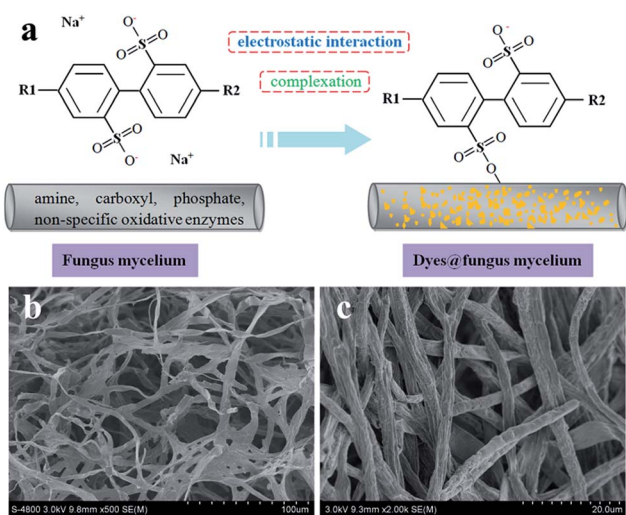 a
Na⁺
O⁻
O
S
O
R1
R2
O
S
O
O⁻
Na⁺
electrostatic interaction
complexation
O⁻
O
S
O
R1
R2
O
S
O
O
amine, carboxyl, phosphate,
non-specific oxidative enzymes
Fungus mycelium
Dyes@fungus mycelium
b
c
S-4800 3.0kV 9.8mm x500 SE(M)
100um
3.0kV 9.3mm x2.00k SE(M)
20.0um